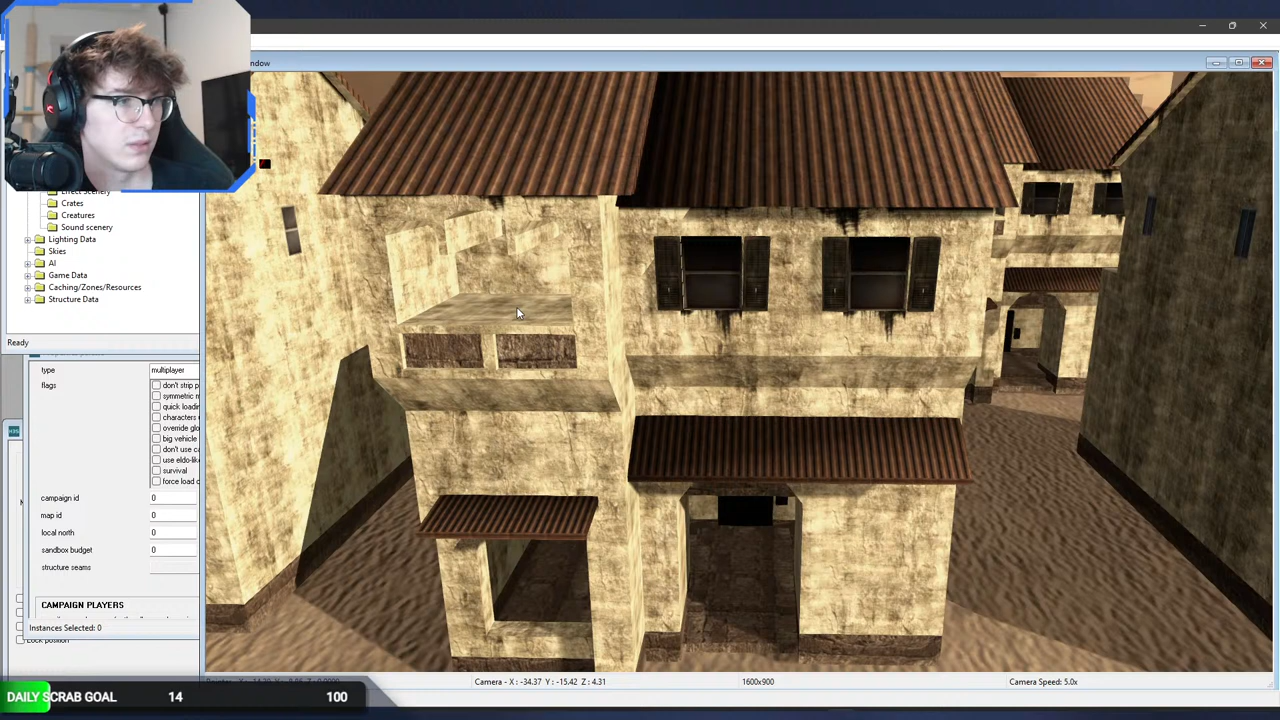 ndow
Effect Scenery
Crates
Creatures
Sound scenery
Lighting Data
Skies
AI
Game Data
Caching/Zones/Resources
Structure Data
Ready
type
multiplayer
flags
don't strip p
symmetric m
quick loadin
characters
override glo
big vehicle
don't use ca
use eldo-lik
survival
force load o
campaign id
0
map id
0
local north
0
sandbox budget
0
structure seams
CAMPAIGN PLAYERS
Instances Selected: 0
Lock position
Camera - X : -34.37 Y : -15.42 Z : 4.31
1600x900
Camera Speed: 5.0x
DAILY SCRAB GOAL 14 100